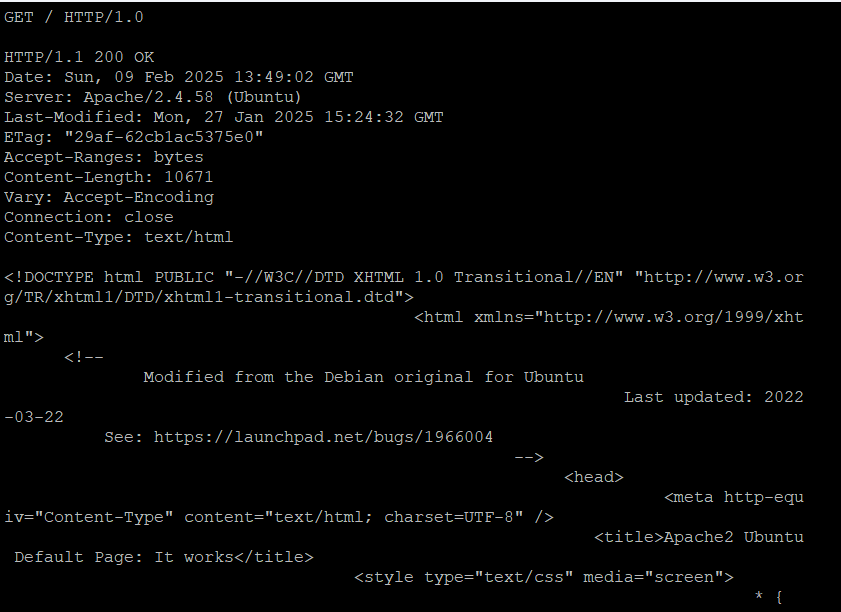 GET / HTTP/1.0
HTTP/1.1 200 OK
Date: Sun, 09 Feb 2025 13:49:02 GMT
Server: Apache/2.4.58 (Ubuntu)
Last-Modified: Mon, 27 Jan 2025 15:24:32 GMT
ETag: "29af-62cb1ac5375e0"
Accept-Ranges: bytes
Content-Length: 10671
Vary: Accept-Encoding
Connection: close
Content-Type: text/html
<!DOCTYPE html PUBLIC "-//W3C//DTD XHTML 1.0 Transitional//EN" "http://www.w3.or
g/TR/xhtml1/DTD/xhtml1-transitional.dtd">
<html xmlns="http://www.w3.org/1999/xht
ml">
<!--
Modified from the Debian original for Ubuntu
Last updated: 2022
-03-22
See: https://launchpad.net/bugs/1966004
-->
<head>
<meta http-equ
iv="Content-Type" content="text/html; charset=UTF-8" />
<title>Apache2 Ubuntu
Default Page: It works</title>
<style type="text/css" media="screen">
* {